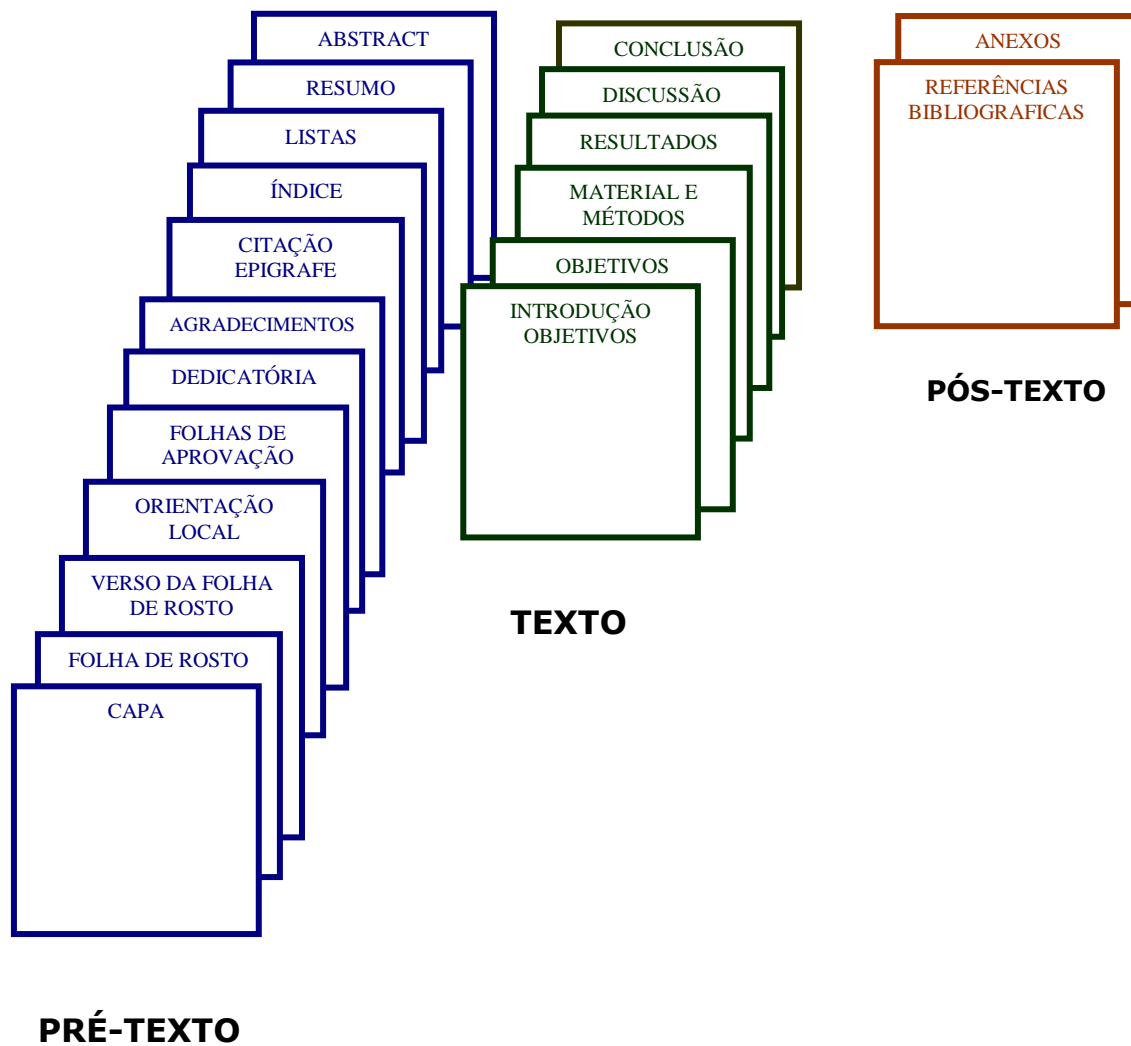 ABSTRACT
RESUMO
LISTAS
ÍNDICE
CITAÇÃO
EPIGRAFE
AGRADECIMENTOS
DEDICATÓRIA
FOLHAS DE
APROVAÇÃO
ORIENTAÇÃO
LOCAL
VERSO DA FOLHA
DE ROSTO
FOLHA DE ROSTO
CAPA
PRÉ-TEXTO
CONCLUSÃO
DISCUSSÃO
RESULTADOS
MATERIAL E
MÉTODOS
OBJETIVOS
INTRODUÇÃO
OBJETIVOS
TEXTO
ANEXOS
REFERÊNCIAS
BIBLIOGRAFICAS
PÓS-TEXTO